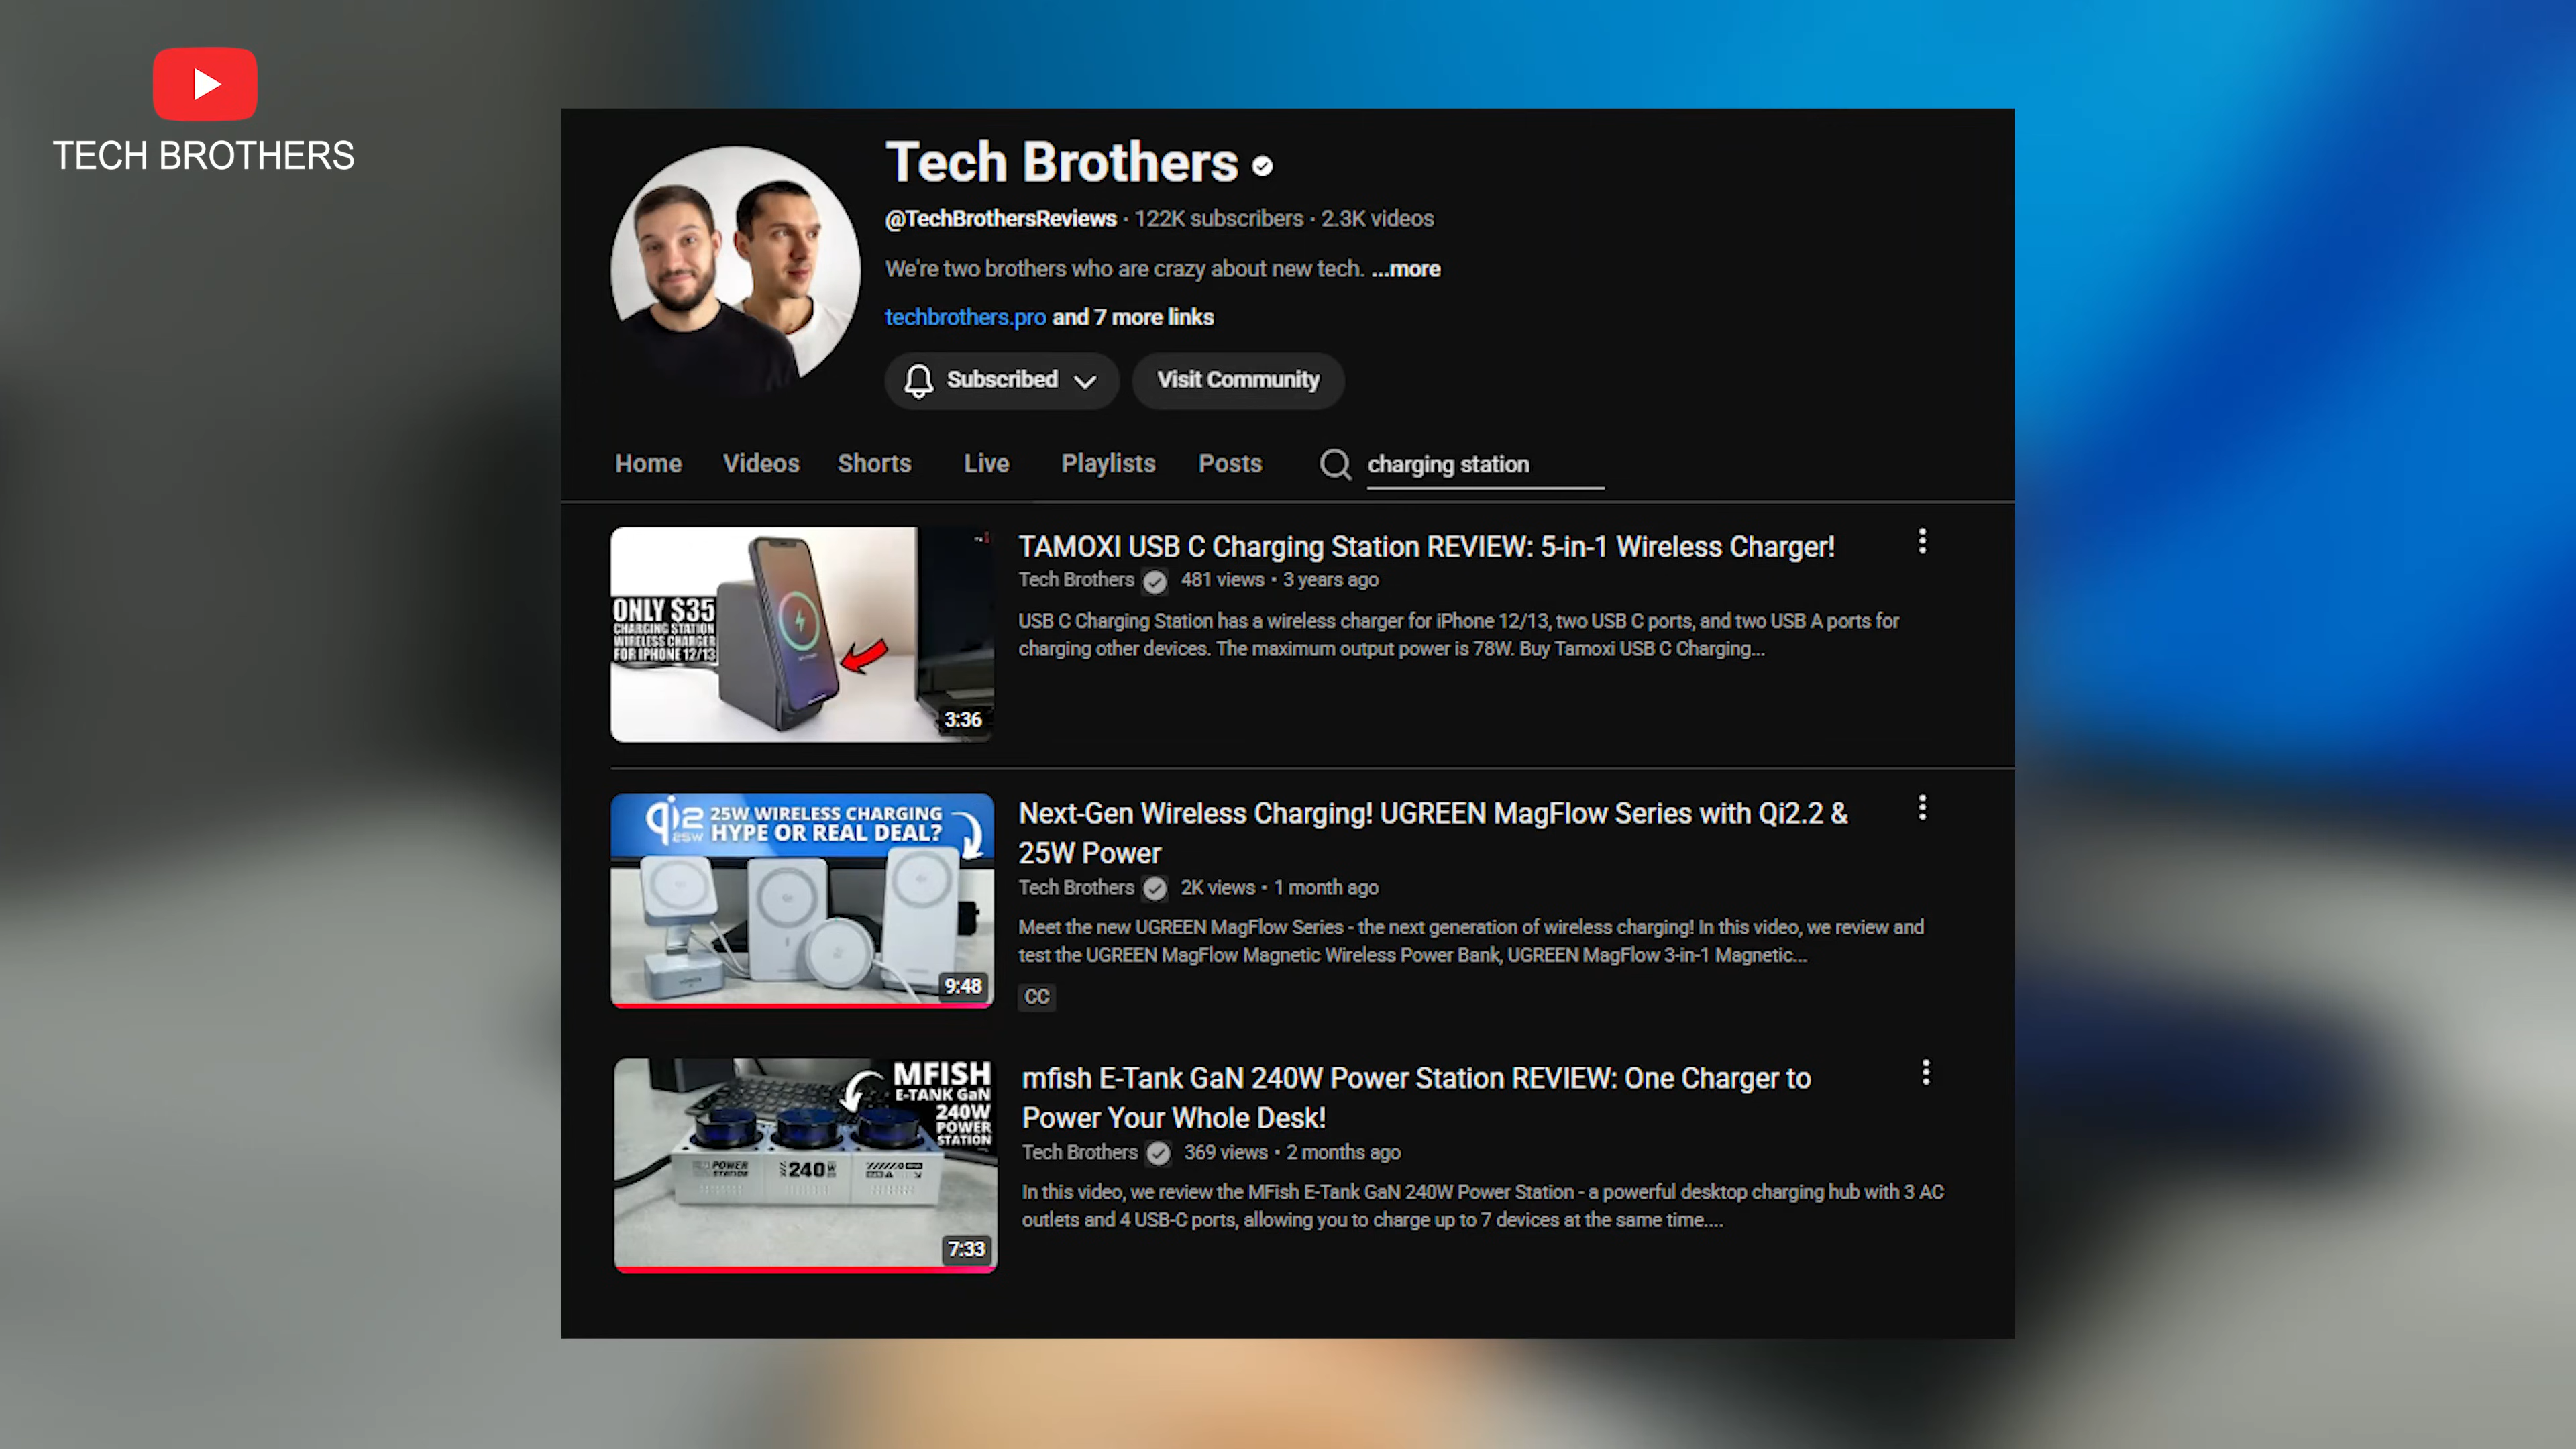 TECH BROTHERS
Tech Brothers
@TechBrothersReviews · 122K subscribers · 2.3K videos
We're two brothers who are crazy about new tech. ...more
techbrothers.pro and 7 more links
Subscribed
Visit Community
Home Videos Shorts Live Playlists Posts charging station
ONLY $35
CHARGING STATION
WIRELESS CHARGER
FOR IPHONE 12/13
3:36
TAMOXI USB C Charging Station REVIEW: 5-in-1 Wireless Charger!
Tech Brothers 481 views • 3 years ago
USB C Charging Station has a wireless charger for iPhone 12/13, two USB C ports, and two USB A ports for
charging other devices. The maximum output power is 78W. Buy Tamoxi USB C Charging...
qi2 25W WIRELESS CHARGING
25W HYPE OR REAL DEAL?
9:48
Next-Gen Wireless Charging! UGREEN MagFlow Series with Qi2.2 &
25W Power
Tech Brothers 2K views • 1 month ago
Meet the new UGREEN MagFlow Series - the next generation of wireless charging! In this video, we review and
test the UGREEN MagFlow Magnetic Wireless Power Bank, UGREEN MagFlow 3-in-1 Magnetic...
CC
MFISH
E-TANK GaN
240W
POWER
STATION
POWER
STATION
240W
7:33
mfish E-Tank GaN 240W Power Station REVIEW: One Charger to
Power Your Whole Desk!
Tech Brothers 369 views • 2 months ago
In this video, we review the MFish E-Tank GaN 240W Power Station - a powerful desktop charging hub with 3 AC
outlets and 4 USB-C ports, allowing you to charge up to 7 devices at the same time....